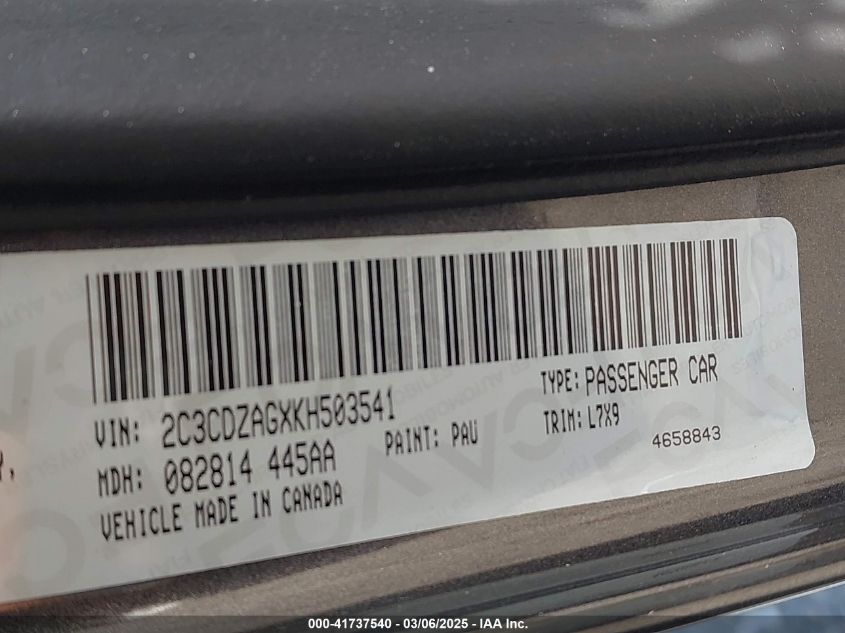 VIN: 2C3CDZAGXKH503541
TYPE: PASSENGER CAR
MDH: 082814 445AA
PAINT: PAU
TRIM: L7X9
4658843
VEHICLE MADE IN CANADA
000-41737540 - 03/06/2025 - IAA Inc.